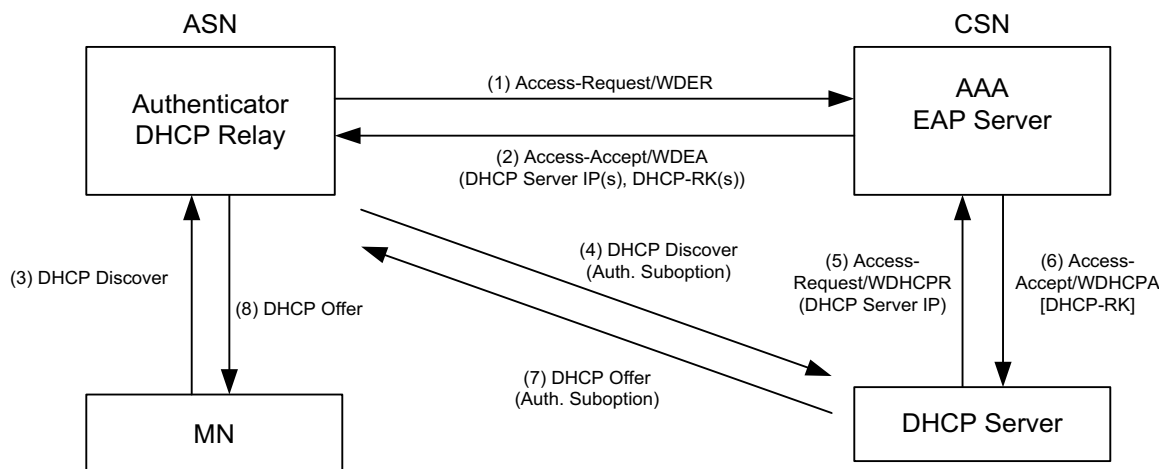 ASN
CSN
Authenticator
DHCP Relay
(1) Access-Request/WDER
AAA
EAP Server
(2) Access-Accept/WDEA
(DHCP Server IP(s), DHCP-RK(s))
(3) DHCP Discover
(8) DHCP Offer
(4) DHCP Discover
(Auth. Suboption)
(5) Access-
Request/WDHCPR
(DHCP Server IP)
(6) Access-
Accept/WDHCPA
[DHCP-RK]
(7) DHCP Offer
(Auth. Suboption)
MN
DHCP Server